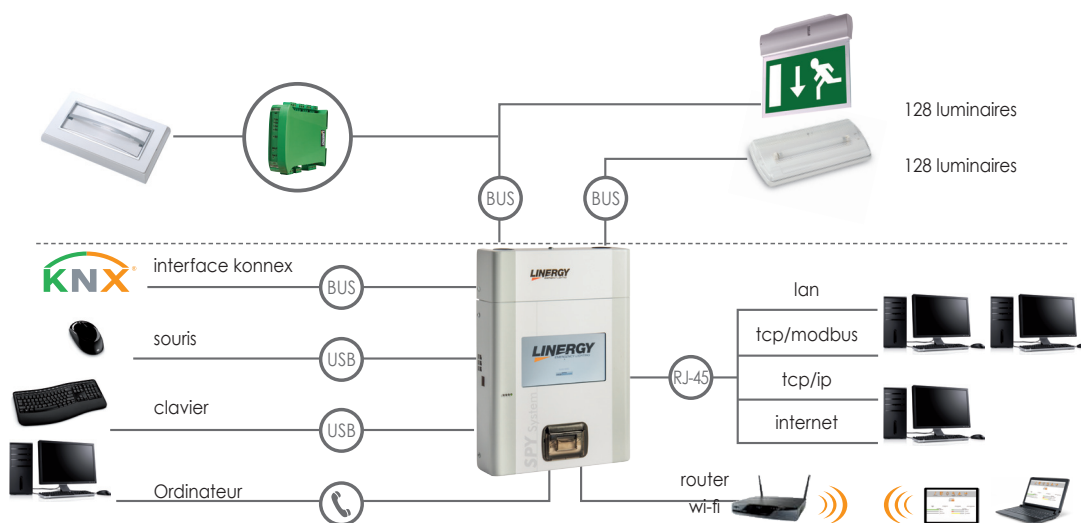 128 luminaires
128 luminaires
BUS
BUS
KNX®
interface konnex
BUS
LINERGY
souris
USB
LINERGY
clavier
USB
SPY System
Ordinateur
RJ-45
lan
tcp/modbus
tcp/ip
internet
router
wi-fi